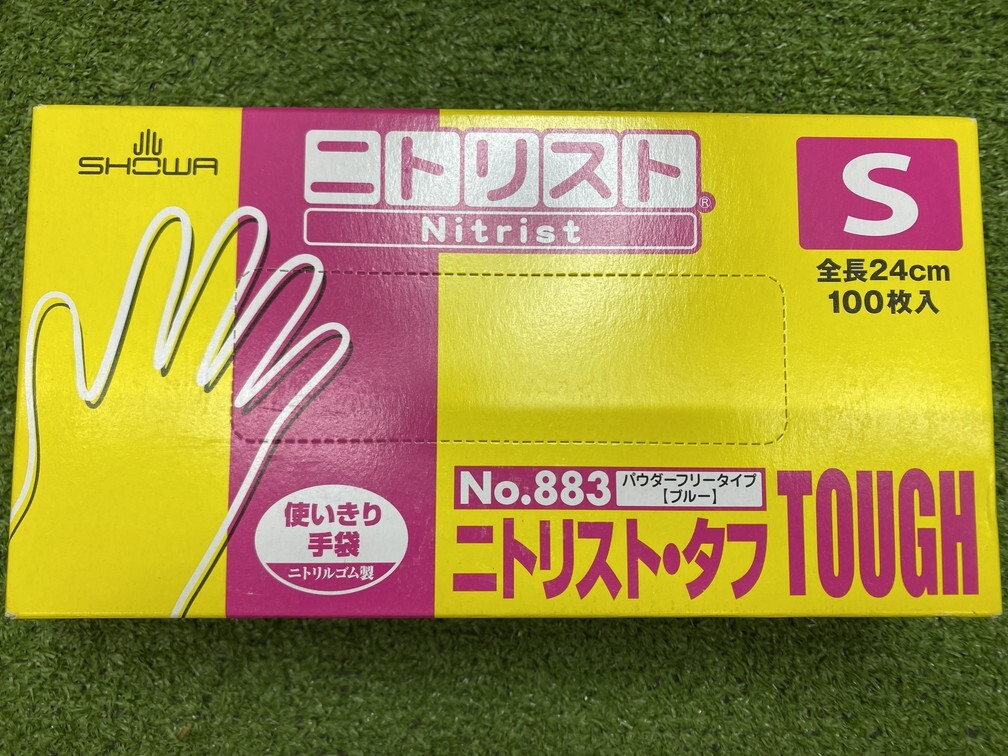 SHOWA
ニトリスト®
Nitrist
S
全長24cm
100枚入
No.883
パウダーフリータイプ
【ブルー】
ニトリスト・タフ TOUGH
使いきり
手袋
ニトリルゴム製